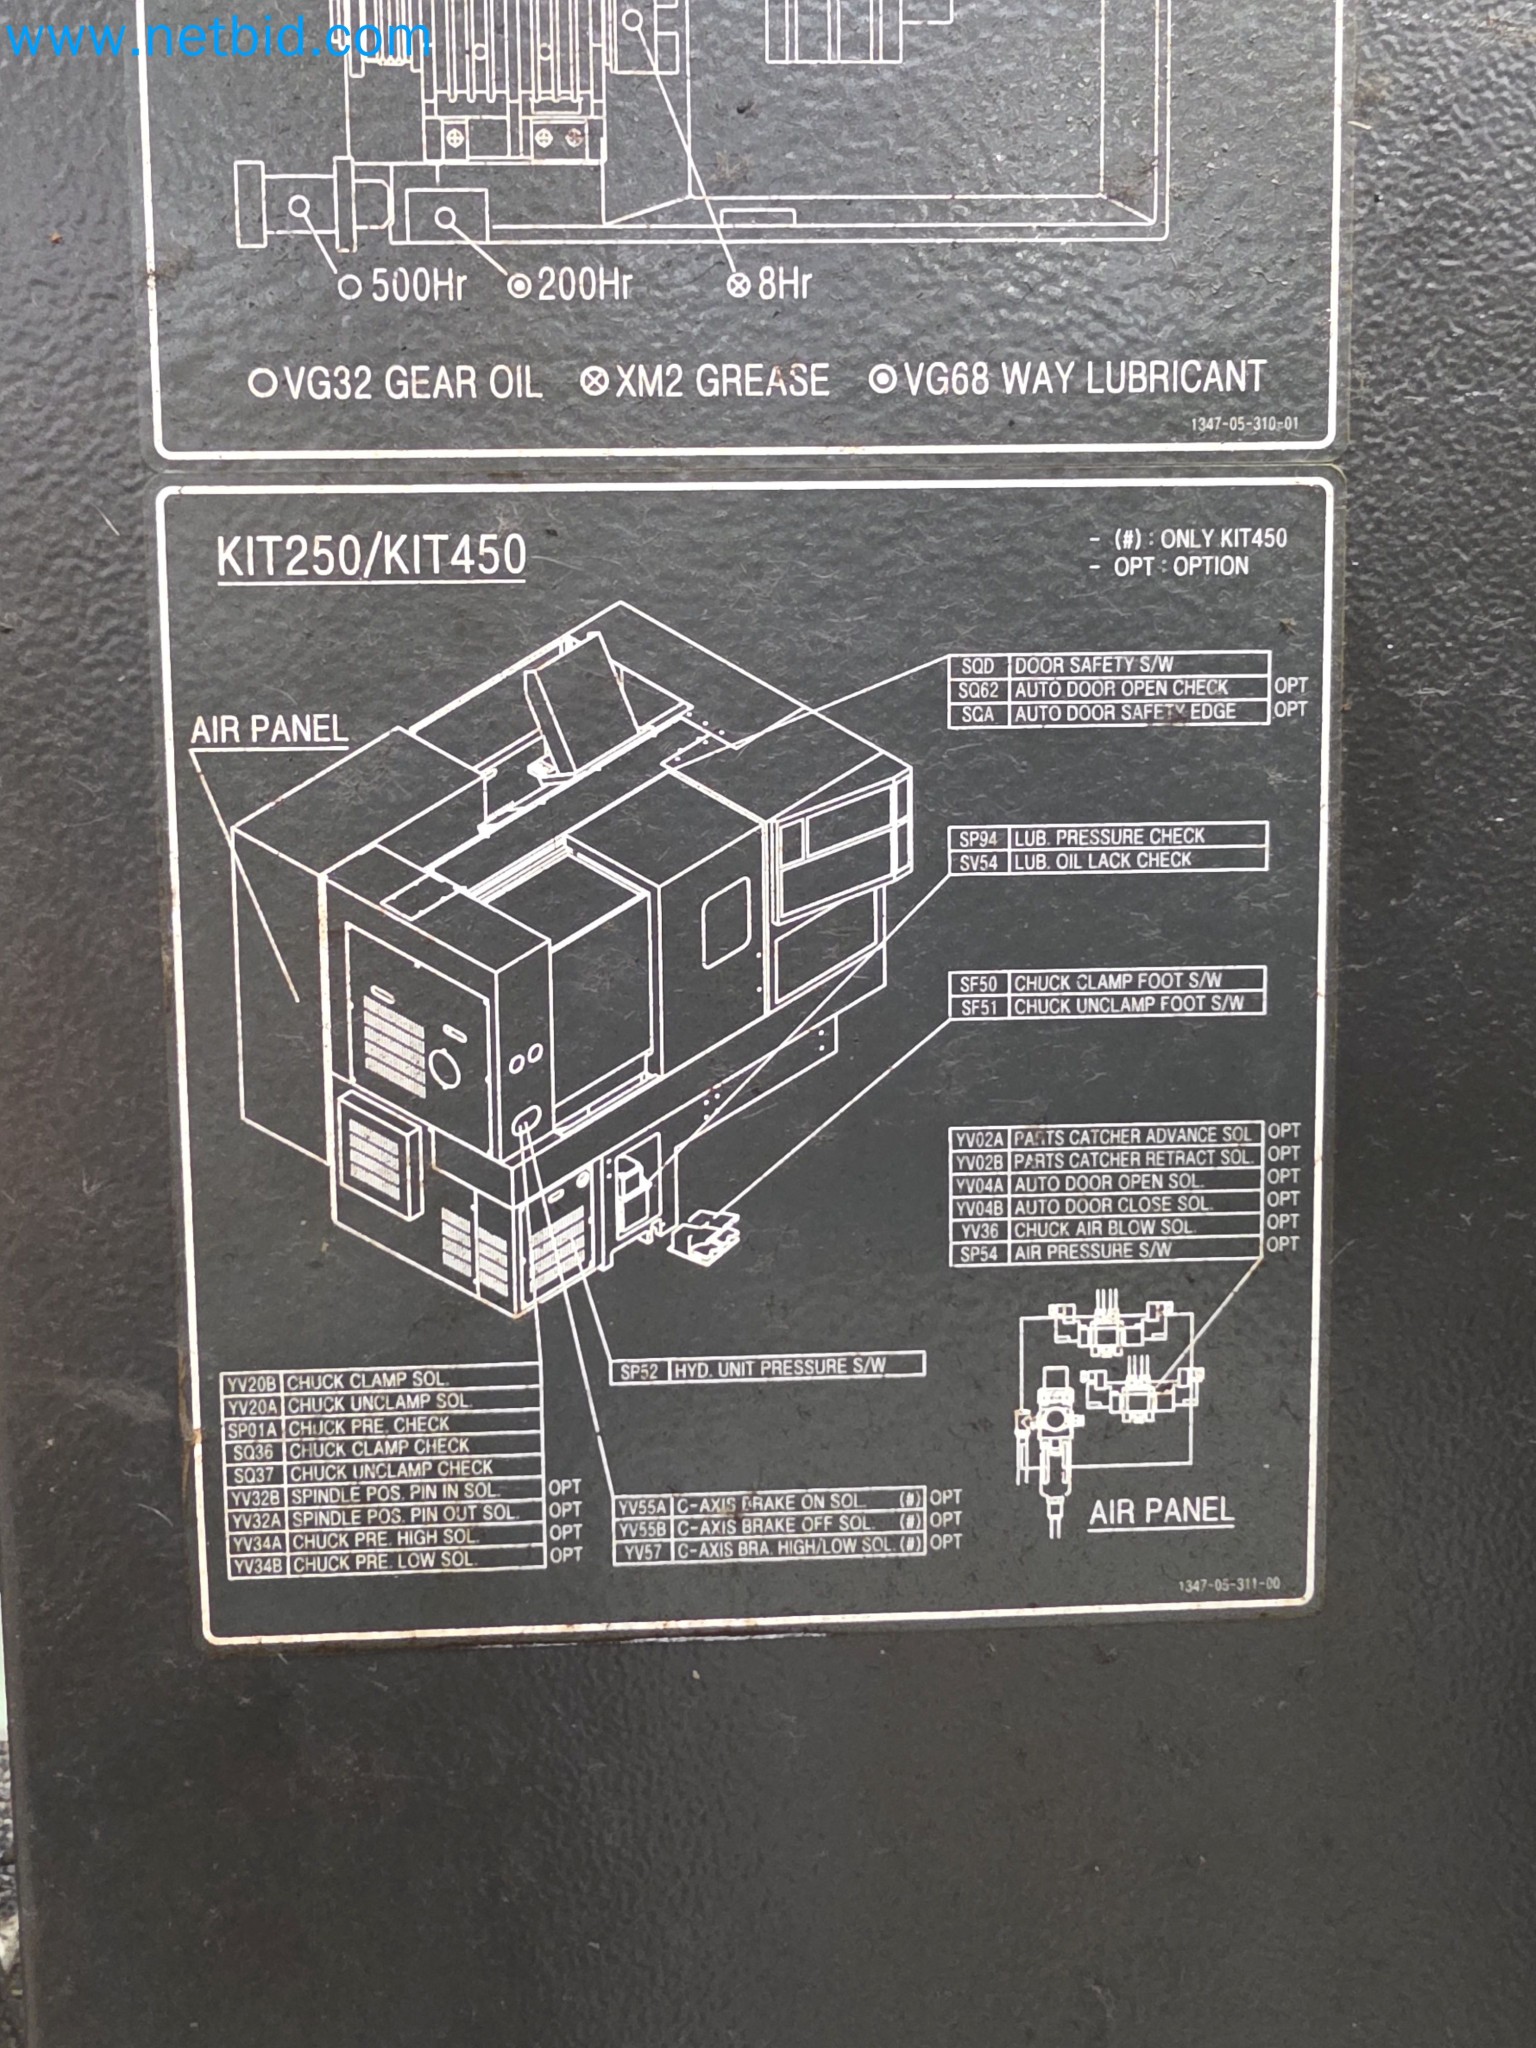 www.netbid.com
500Hr 200Hr 8Hr
VG32 GEAR OIL XM2 GREASE VG68 WAY LUBRICANT
1347-05-310-01
KIT250/KIT450
- (#) : ONLY KIT450
- OPT : OPTION
SQD DOOR SAFETY S/W
SQ62 AUTO DOOR OPEN CHECK OPT
SQA AUTO DOOR SAFETY EDGE OPT
AIR PANEL
SP94 LUB. PRESSURE CHECK
SV54 LUB. OIL LACK CHECK
SF50 CHUCK CLAMP FOOT S/W
SF51 CHUCK UNCLAMP FOOT S/W
YV02A PARTS CATCHER ADVANCE SOL OPT
YV02B PARTS CATCHER RETRACT SOL. OPT
YV04A AUTO DOOR OPEN SOL. OPT
YV04B AUTO DOOR CLOSE SOL. OPT
YV36 CHUCK AIR BLOW SOL. OPT
SP54 AIR PRESSURE S/W OPT
SP52 HYD. UNIT PRESSURE S/W
YV20B CHUCK CLAMP SOL.
YV20A CHUCK UNCLAMP SOL.
SP01A CHUCK PRE. CHECK
SQ36 CHUCK CLAMP CHECK
SQ37 CHUCK UNCLAMP CHECK
YV32B SPINDLE POS. PIN IN SOL. OPT
YV32A SPINDLE POS. PIN OUT SOL. OPT
YV34A CHUCK PRE. HIGH SOL. OPT
YV34B CHUCK PRE. LOW SOL. OPT
YV55A C-AXIS BRAKE ON SOL. (#) OPT
YV55B C-AXIS BRAKE OFF SOL. (#) OPT
YV57 C-AXIS BRA. HIGH/LOW SOL. (#) OPT
AIR PANEL
1347-05-311-00